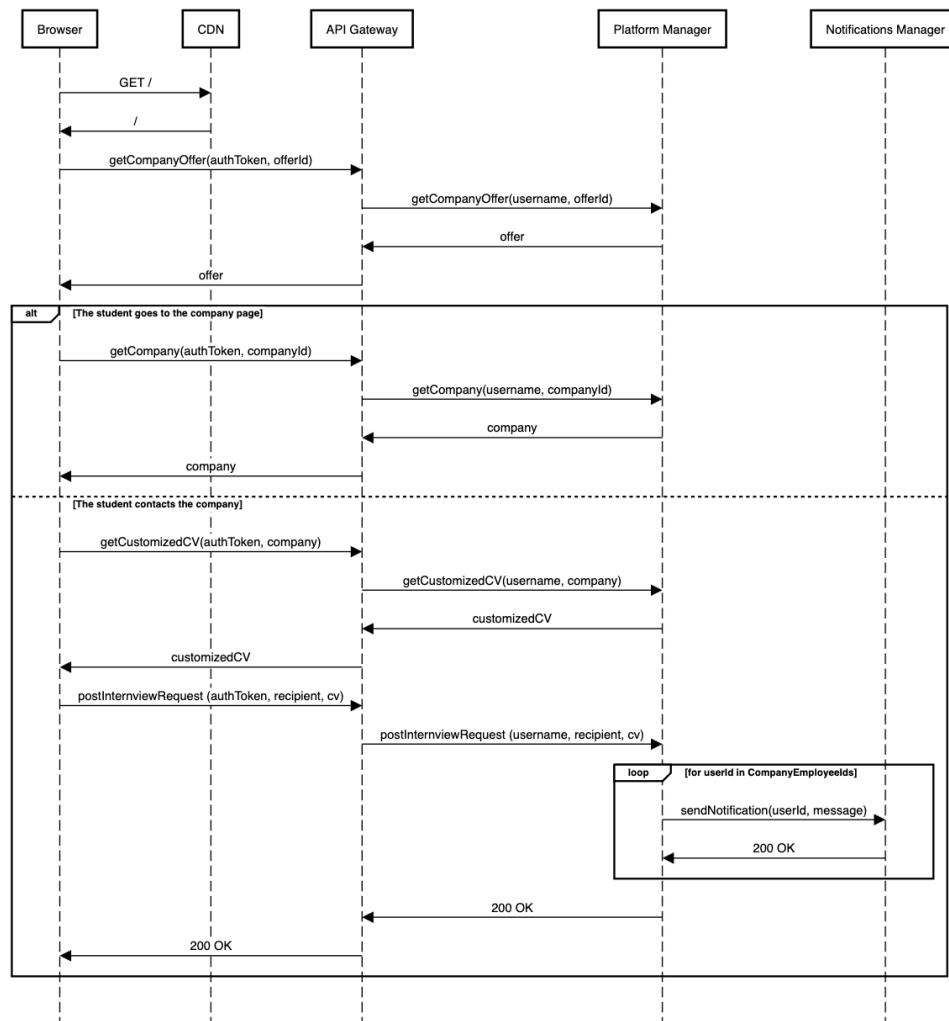 Browser
CDN
API Gateway
Platform Manager
Notifications Manager
GET /
/
getCompanyOffer(authToken, offerId)
getCompanyOffer(username, offerId)
offer
offer
alt
[The student goes to the company page]
getCompany(authToken, companyId)
getCompany(username, companyId)
company
company
[The student contacts the company]
getCustomizedCV(authToken, company)
getCustomizedCV(username, company)
customizedCV
customizedCV
postInternviewRequest (authToken, recipient, cv)
postInternviewRequest (username, recipient, cv)
loop
[for userId in CompanyEmployeeIds]
sendNotification(userId, message)
200 OK
200 OK
200 OK